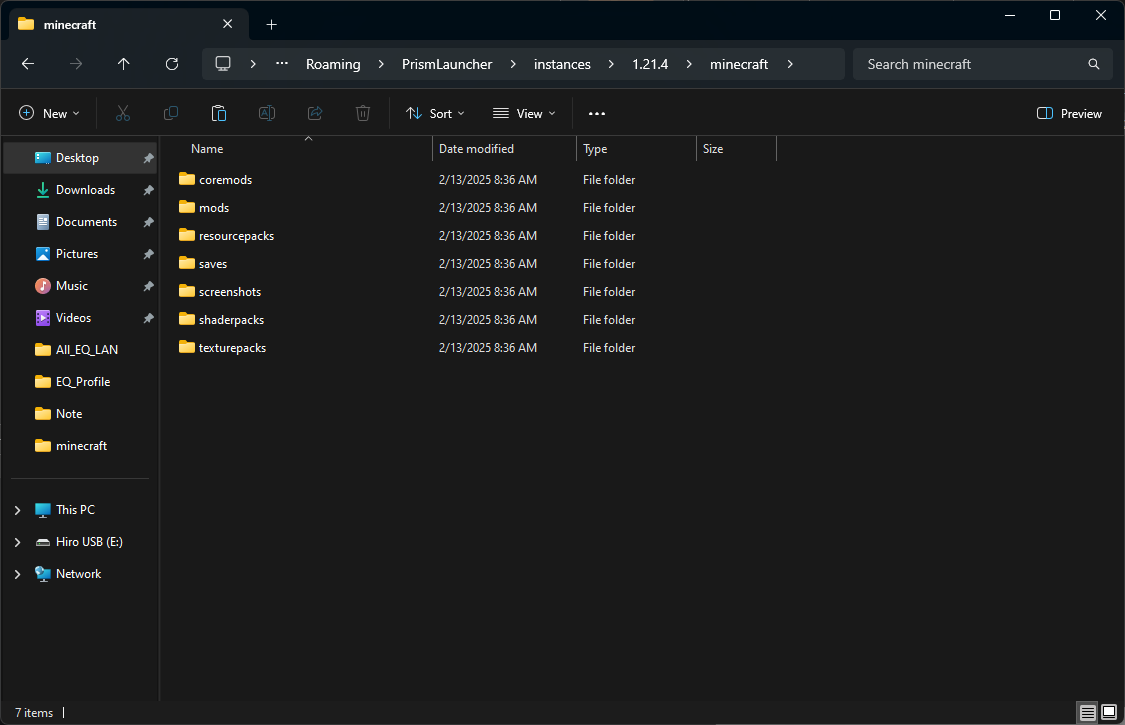 minecraft
Roaming PrismLauncher instances 1.21.4 minecraft Search minecraft
New Sort View ••• Preview
Name Date modified Type Size
Desktop
Downloads
Documents
Pictures
Music
Videos
All_EQ_LAN
EQ_Profile
Note
minecraft
This PC
Hiro USB (E:)
Network
coremods 2/13/2025 8:36 AM File folder
mods 2/13/2025 8:36 AM File folder
resourcepacks 2/13/2025 8:36 AM File folder
saves 2/13/2025 8:36 AM File folder
screenshots 2/13/2025 8:36 AM File folder
shaderpacks 2/13/2025 8:36 AM File folder
texturepacks 2/13/2025 8:36 AM File folder
7 items